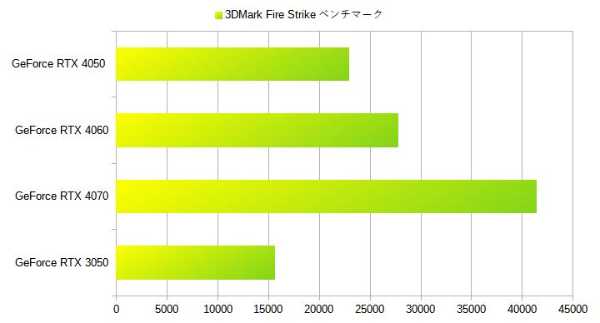 3DMark Fire Strike ベンチマーク
GeForce RTX 4050
GeForce RTX 4060
GeForce RTX 4070
GeForce RTX 3050
0 5000 10000 15000 20000 25000 30000 35000 40000 45000